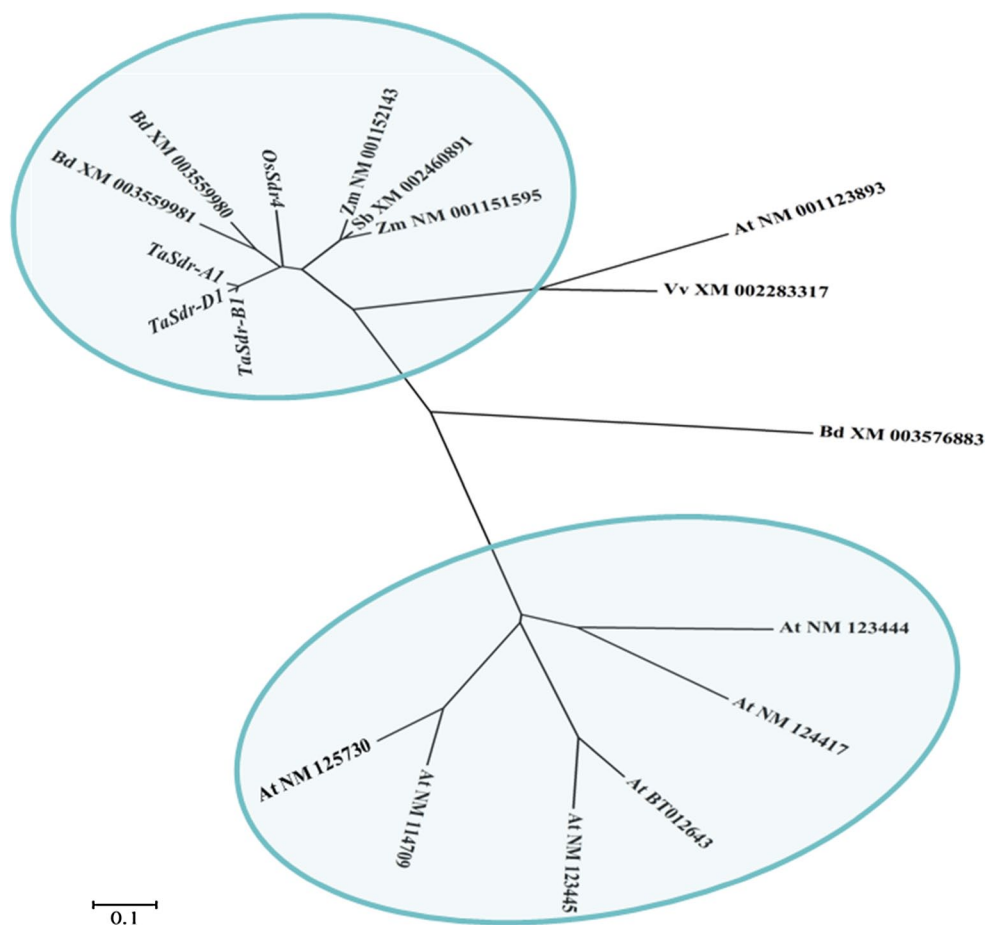 Bd XM 003559980
Bd XM 003559981
OsSdr4
Zm NM 001152143
Sb XM 002460891
Zm NM 001151595
TaSdr-A1
TaSdr-D1
TaSdr-B1
At NM 001123893
Vv XM 002283317
Bd XM 003576883
At NM 123444
At NM 124417
At BT012643
At NM 123445
At NM 114709
At NM 125730
0.1